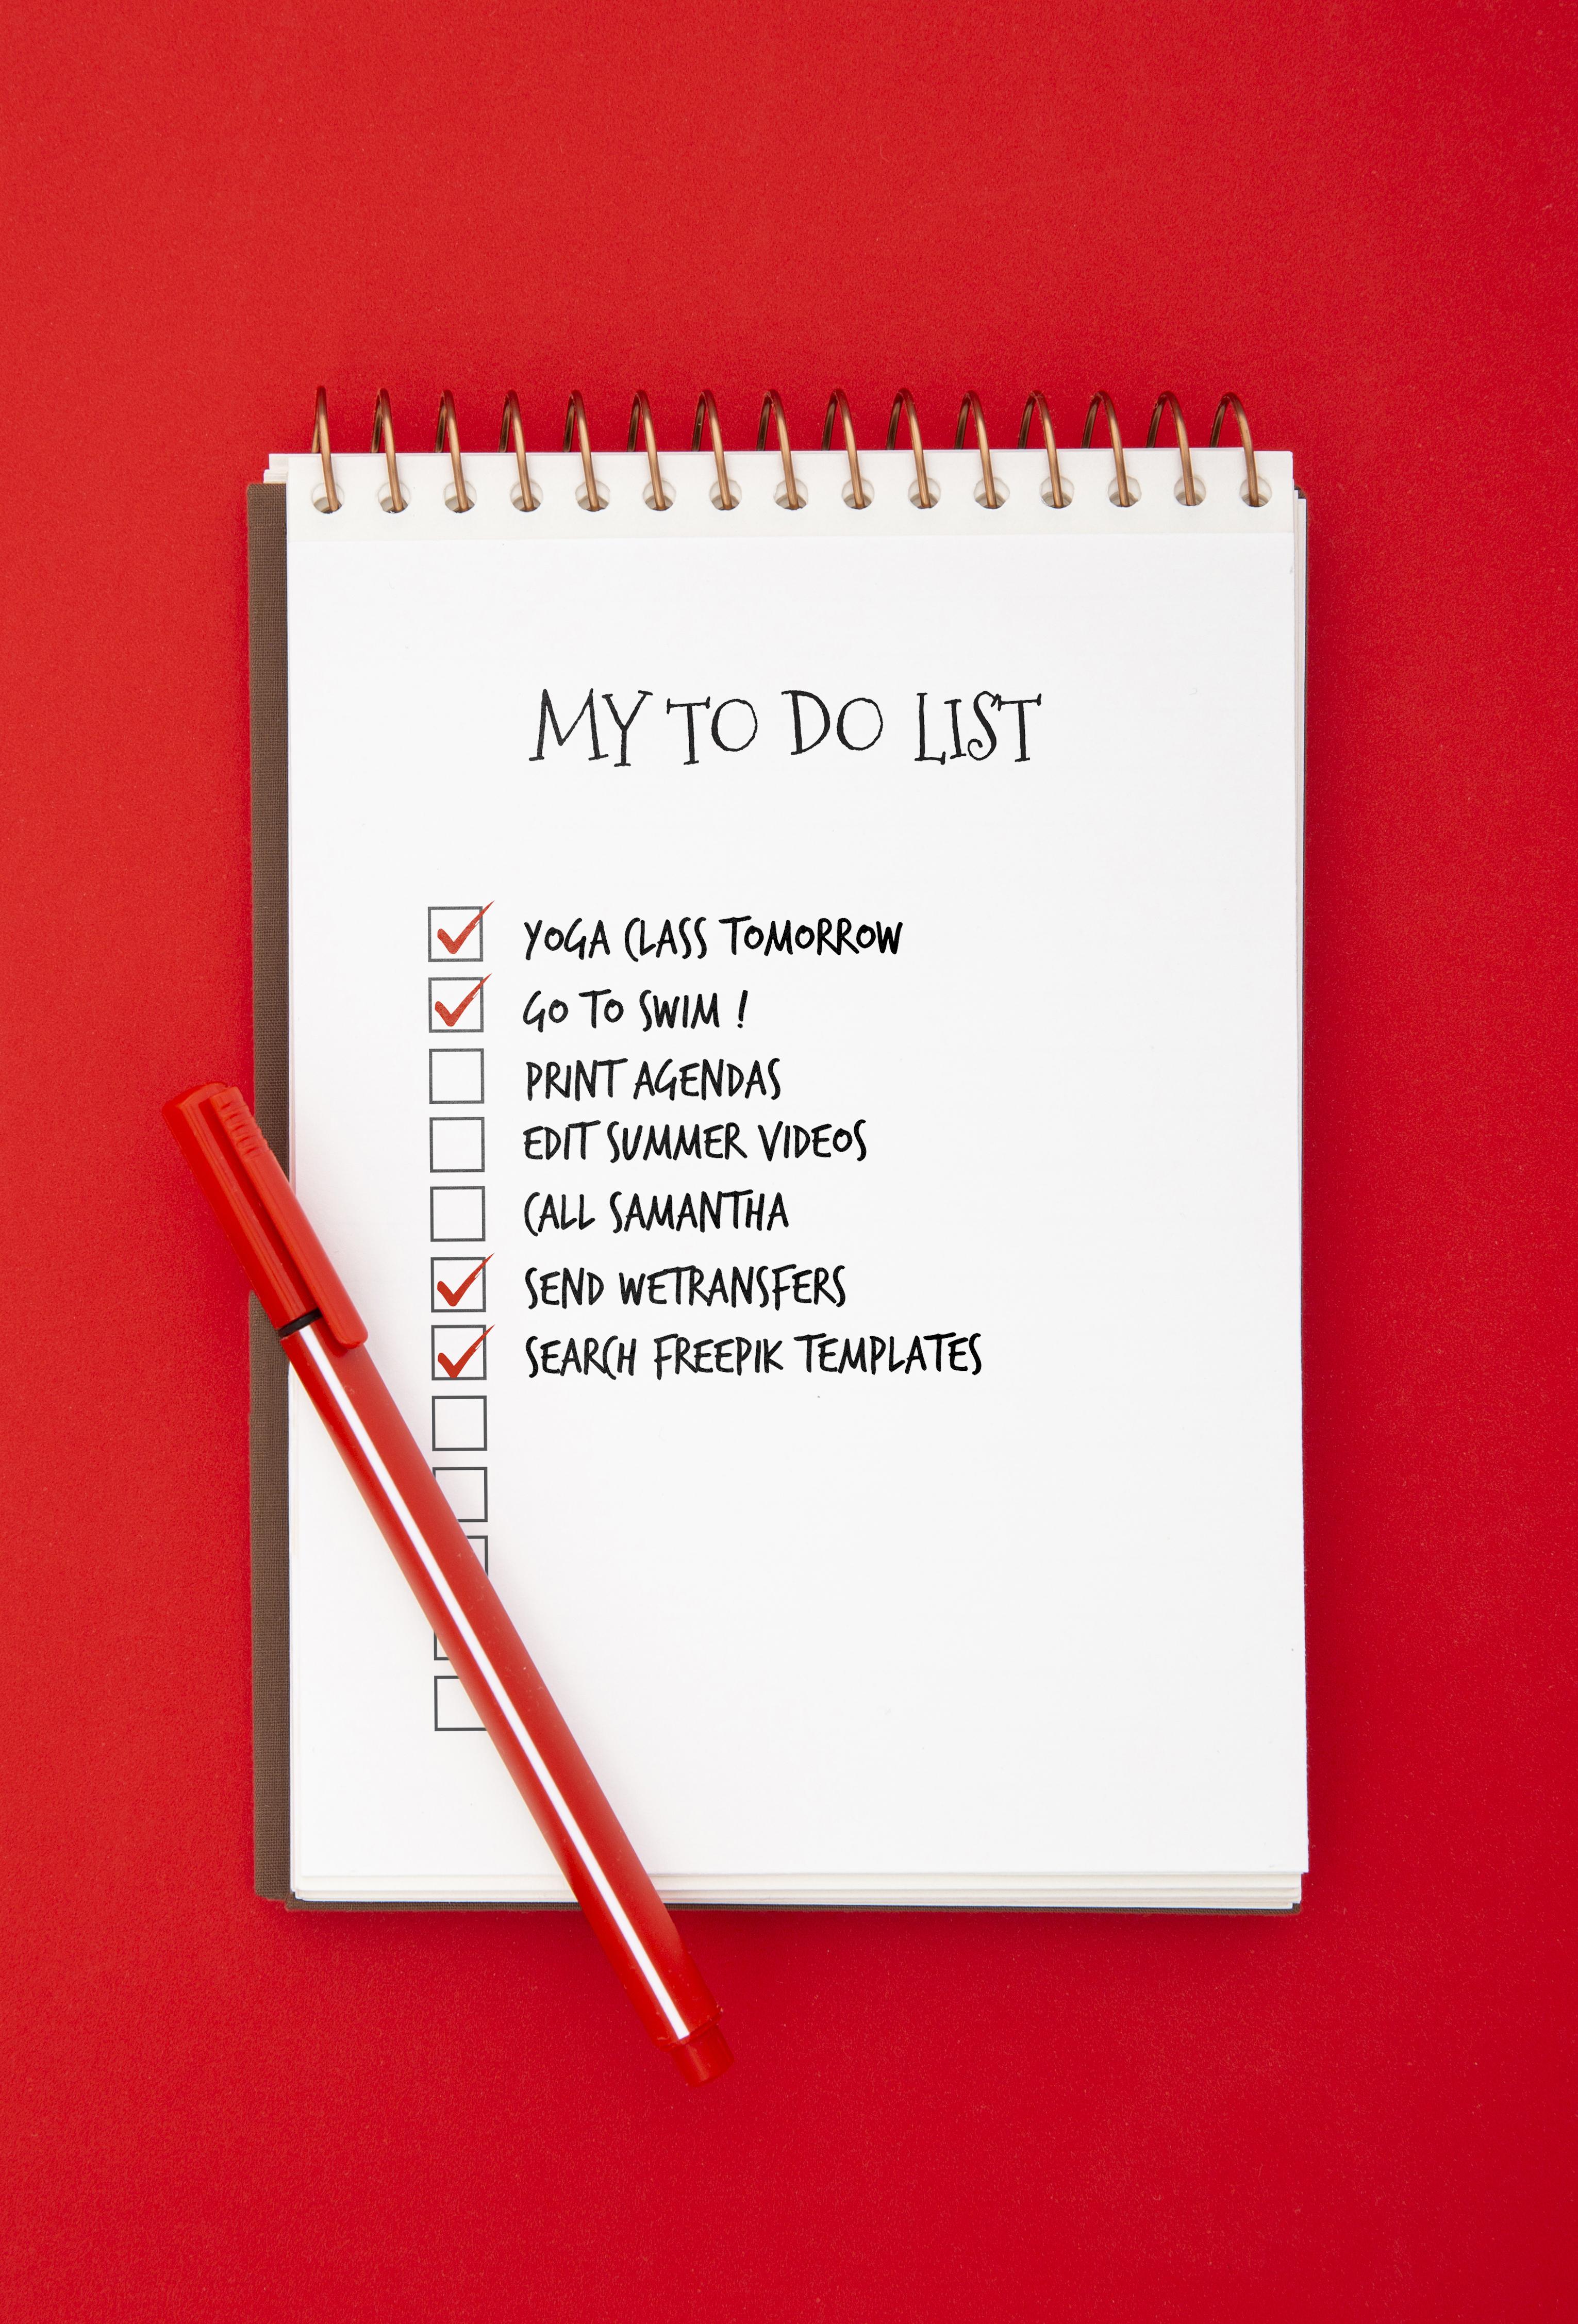 MY TO DO LIST
YOGA CLASS TOMORROW
GO TO SWIM !
PRINT AGENDAS
EDIT SUMMER VIDEOS
CALL SAMANTHA
SEND WETRANSFERS
SEARCH FREEPIK TEMPLATES